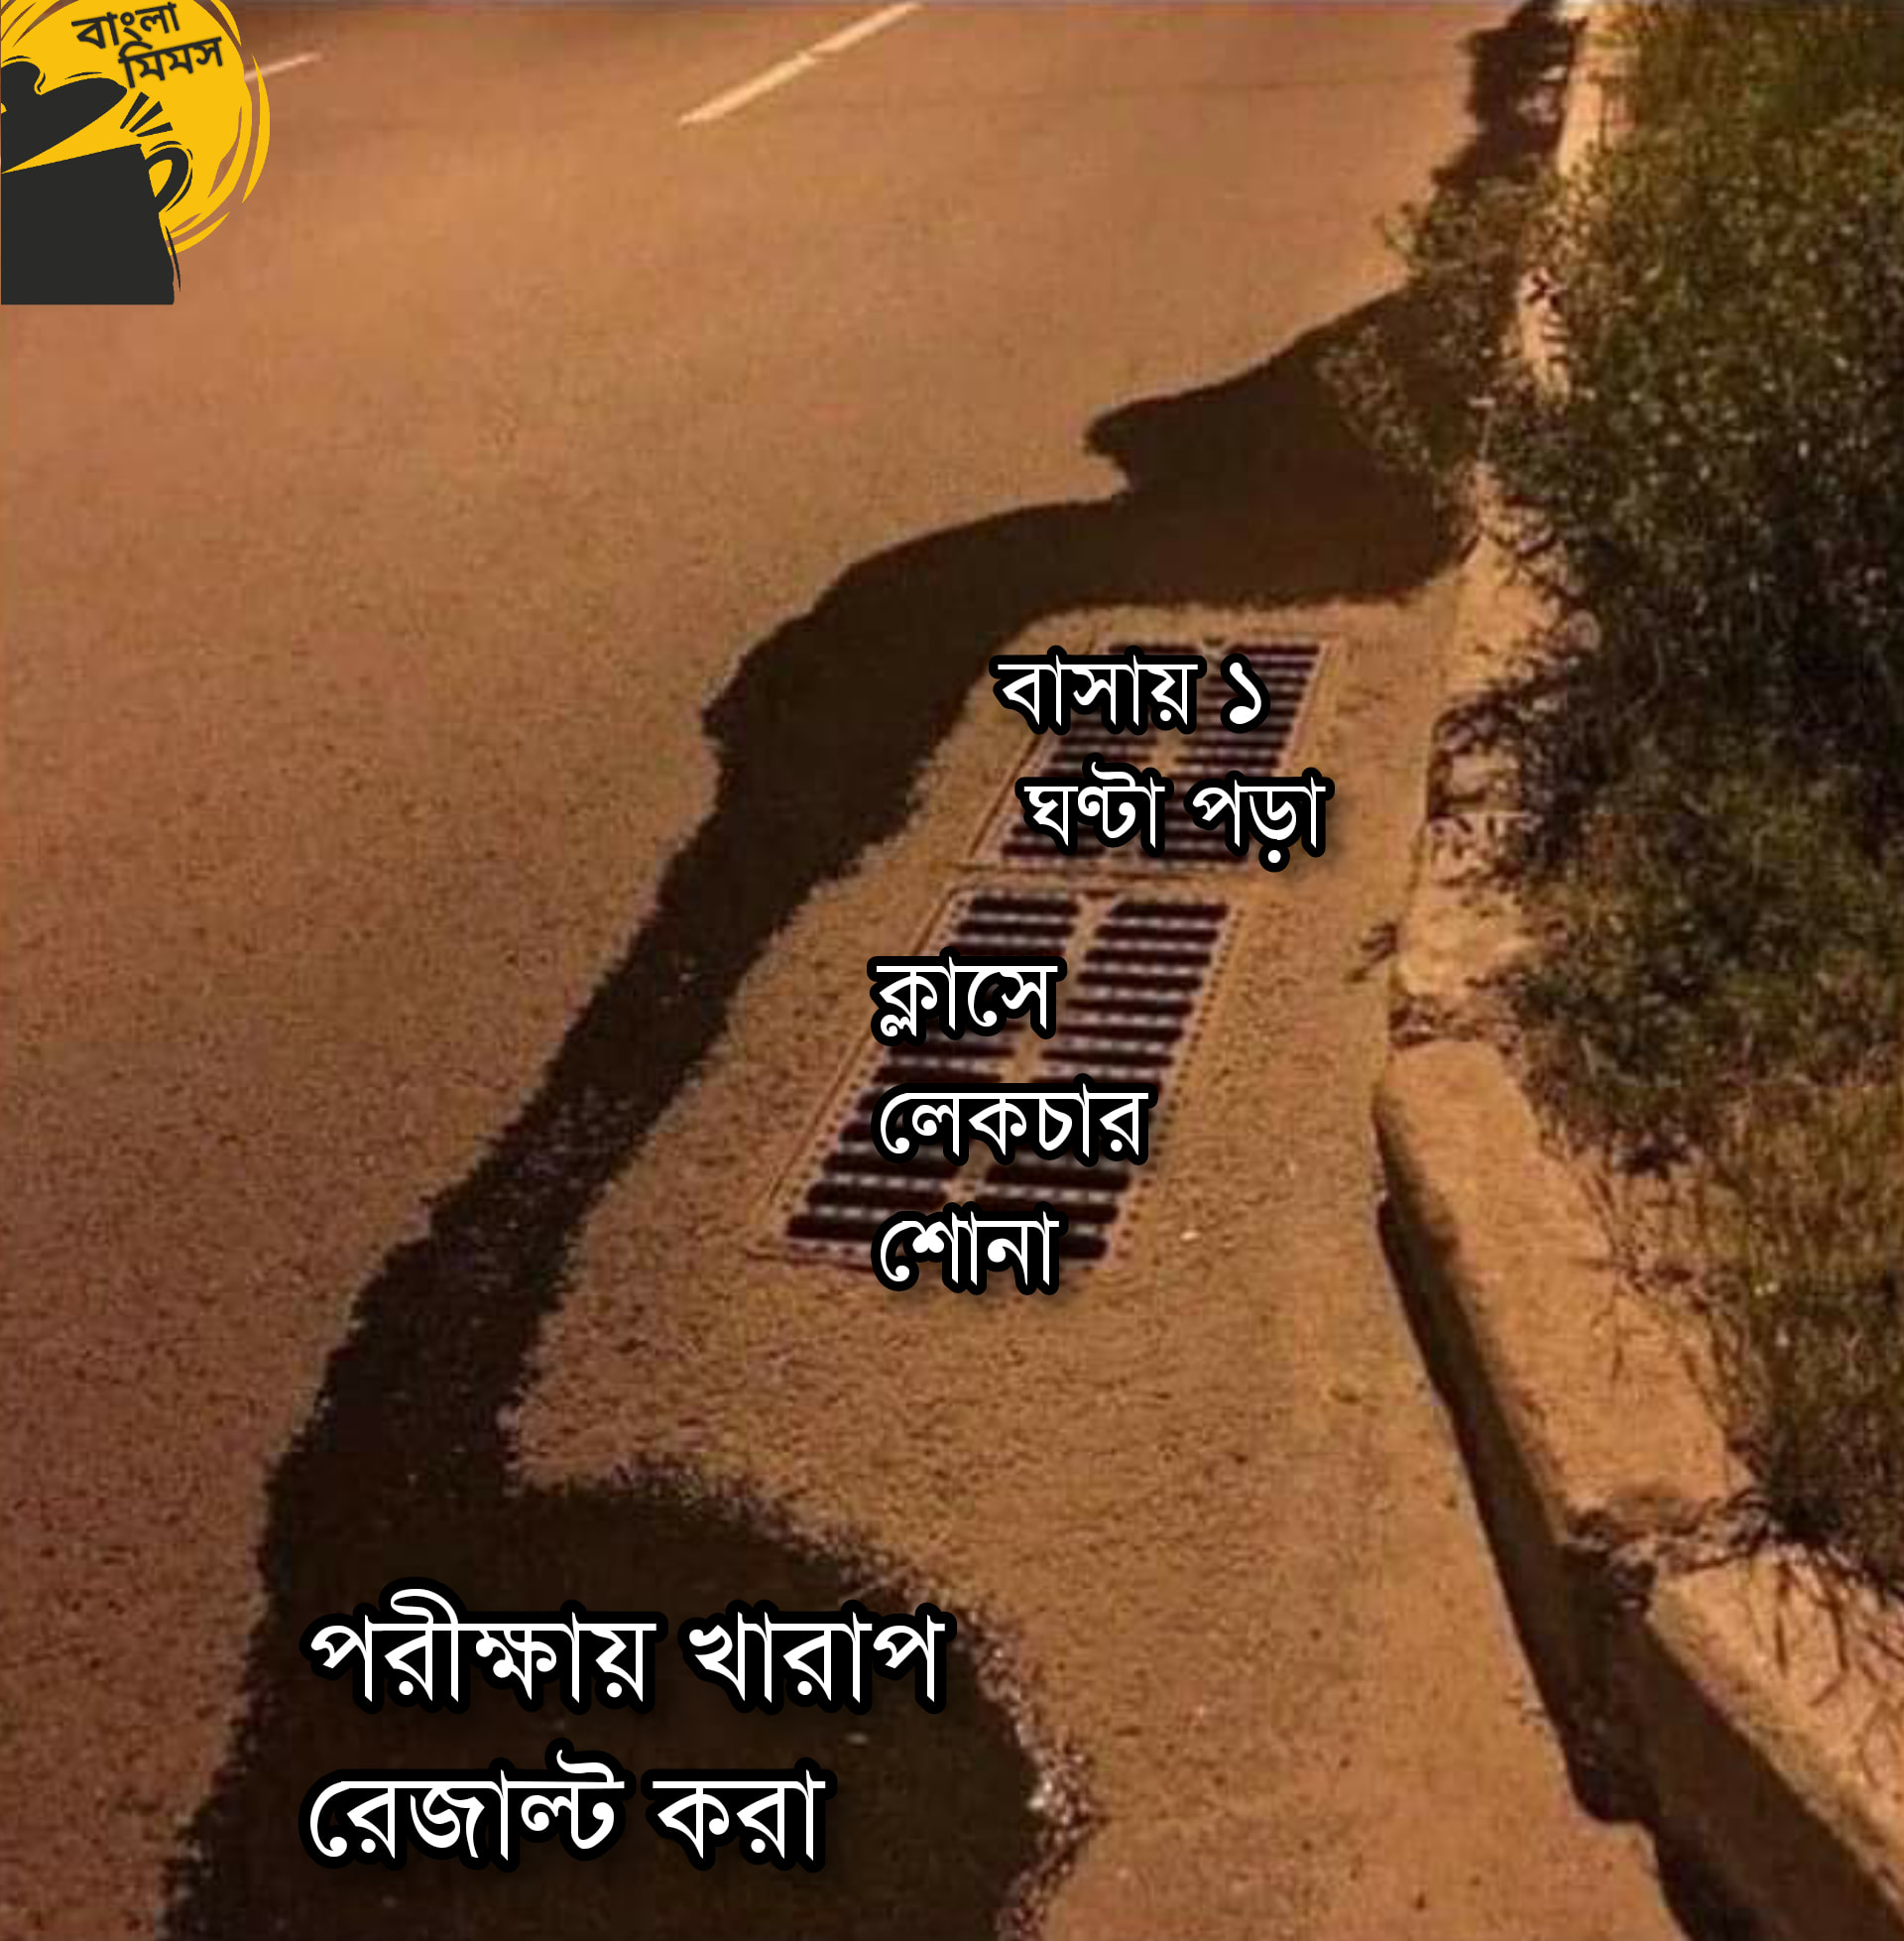 বাংলা
মিমস
বাসায় ১
ঘণ্টা পড়া
ক্লাসে
লেকচার
শোনা
পরীক্ষায় খারাপ
রেজাল্ট করা